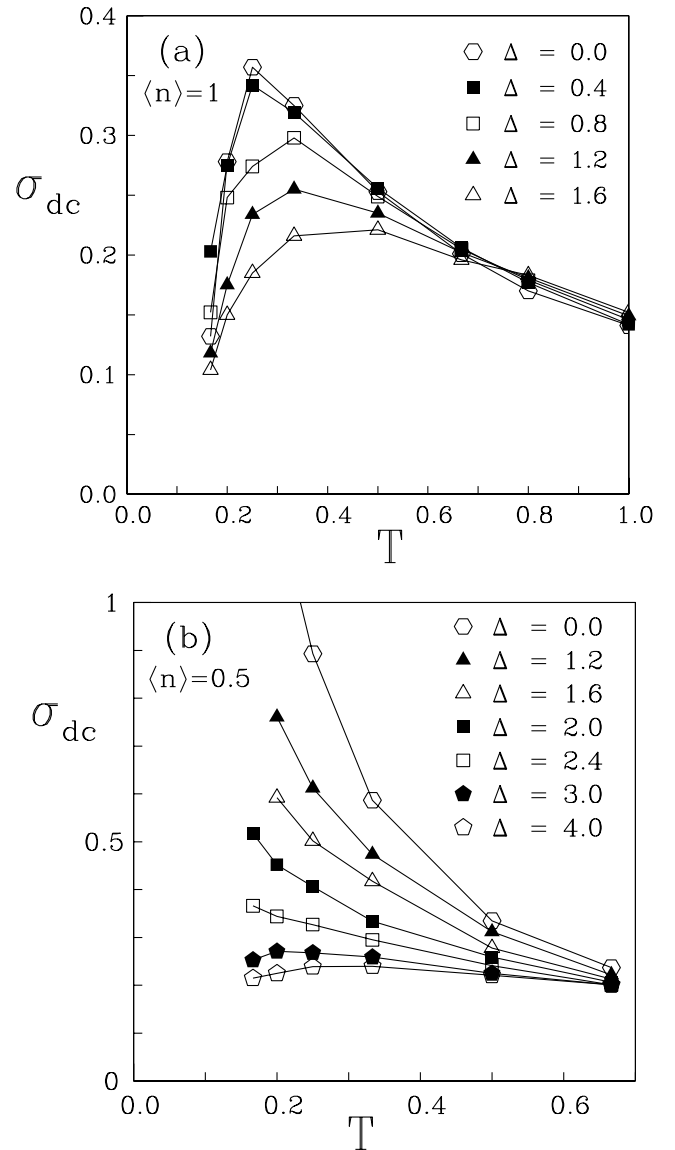 0.4
(a)
⟨n⟩=1
Δ = 0.0
Δ = 0.4
Δ = 0.8
Δ = 1.2
Δ = 1.6
0.3
σdc
0.2
0.1
0.0
0.0 0.2 0.4 0.6 0.8 1.0
T
1
(b)
⟨n⟩=0.5
Δ = 0.0
Δ = 1.2
Δ = 1.6
Δ = 2.0
Δ = 2.4
Δ = 3.0
Δ = 4.0
σdc
0.5
0
0.0 0.2 0.4 0.6
T